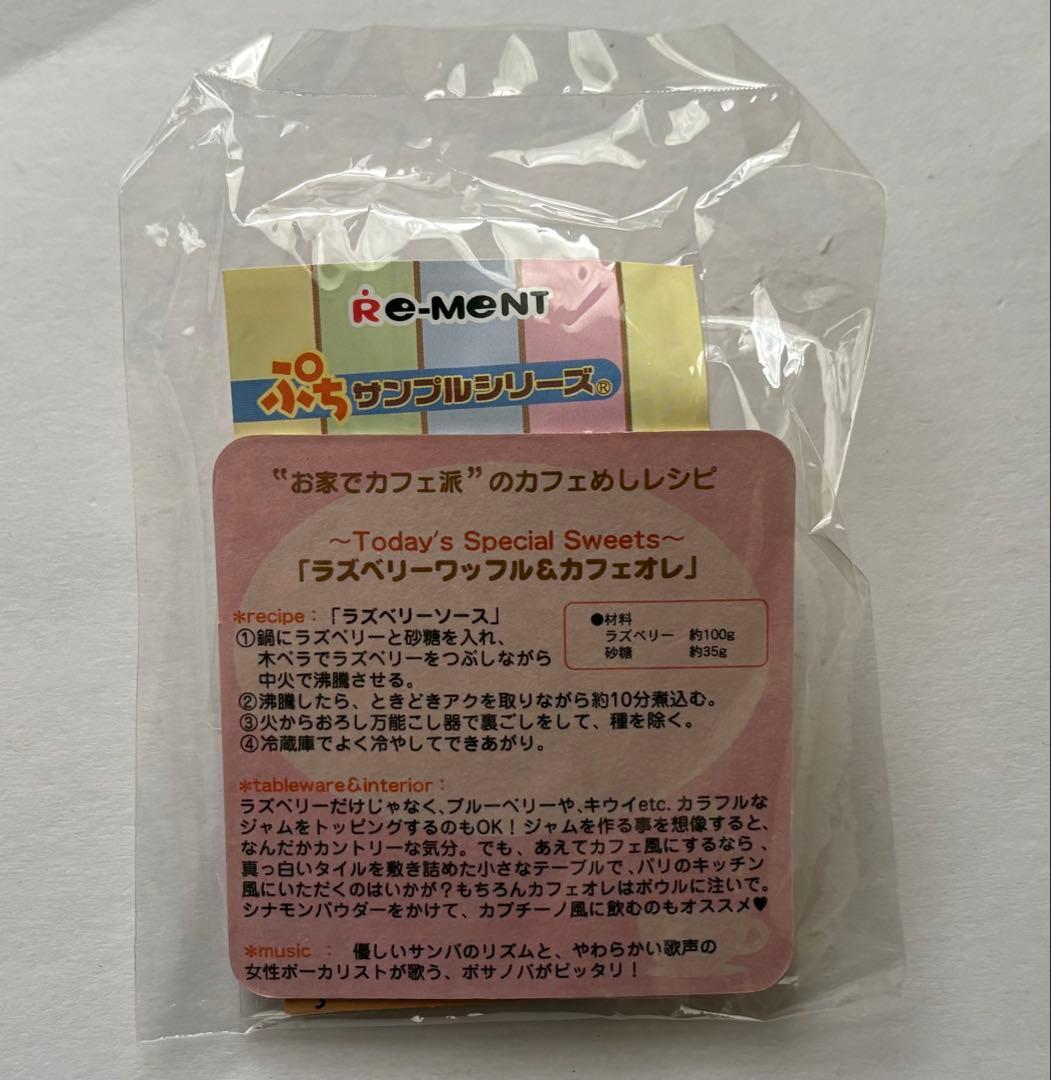 Re-MeNT
ぷちサンプルシリーズ®
“お家でカフェ派”のカフェめしレシピ
～Today's Special Sweets～
「ラズベリーワッフル&カフェオレ」
*recipe：「ラズベリーソース」
●材料
ラズベリー 約100g
砂糖 約35g
①鍋にラズベリーと砂糖を入れ、
木ベラでラズベリーをつぶしながら
中火で沸騰させる。
②沸騰したら、ときどきアクを取りながら約10分煮込む。
③火からおろし万能こし器で裏ごしをして、種を除く。
④冷蔵庫でよく冷やしてできあがり。
*tableware&interior：
ラズベリーだけじゃなく、ブルーベリーや、キウイetc. カラフルな
ジャムをトッピングするのもOK！ジャムを作る事を想像すると、
なんだかカントリーな気分。でも、あえてカフェ風にするなら、
真っ白いタイルを敷き詰めた小さなテーブルで、パリのキッチン
風にいただくのはいかが？もちろんカフェオレはボウルに注いで。
シナモンパウダーをかけて、カプチーノ風に飲むのもオススメ♥
*music ： 優しいサンバのリズムと、やわらかい歌声の
女性ボーカリストが歌う、ボサノバがピッタリ！